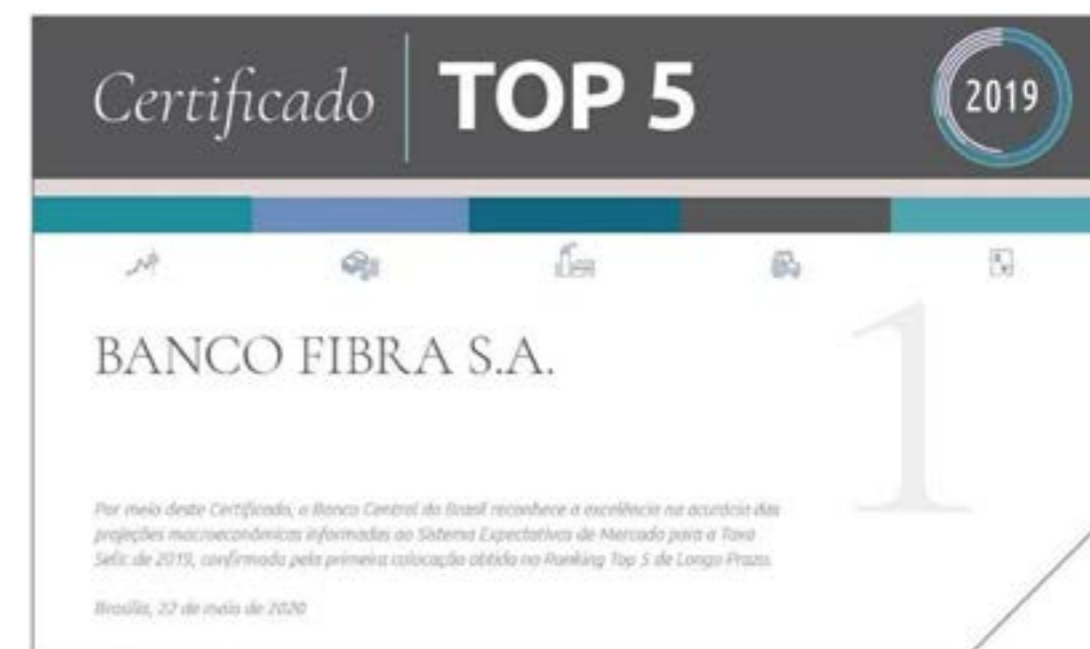 Certificado
TOP 5
2019
BANCO FIBRA S.A.
1
Por meio deste Certificado, o Banco Central do Brasil reconhece a excelência na acurácia das
projeções macroeconômicas informadas ao Sistema Expectativas de Mercado para a Taxa
Selic de 2019, confirmada pela primeira colocação obtida no Ranking Top 5 de Longo Prazo.
Brasília, 22 de maio de 2020